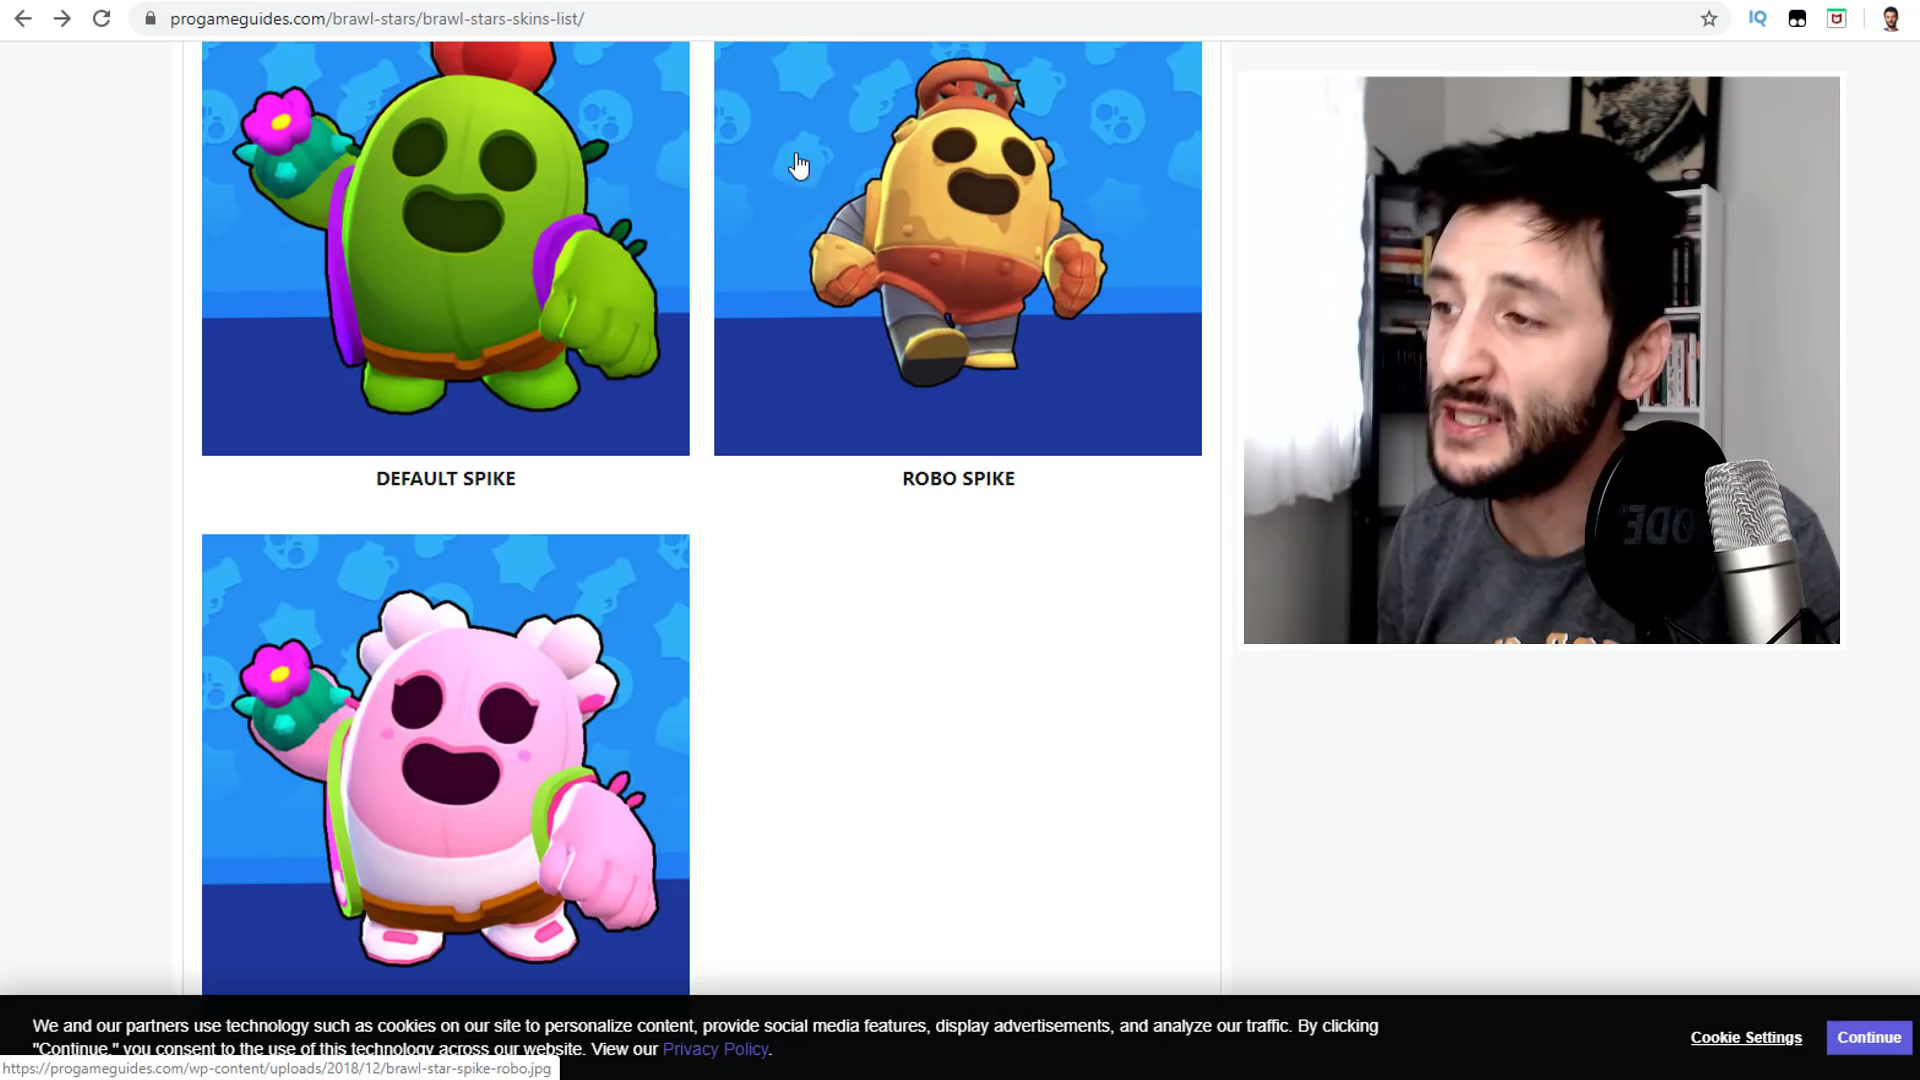 progameguides.com/brawl-stars/brawl-stars-skins-list/
IQ
DEFAULT SPIKE
ROBO SPIKE
We and our partners use technology such as cookies on our site to personalize content, provide social media features, display advertisements, and analyze our traffic. By clicking
"Continue," you consent to the use of this technology across our website. View our Privacy Policy.
Cookie Settings
Continue
https://progameguides.com/wp-content/uploads/2018/12/brawl-star-spike-robo.jpg